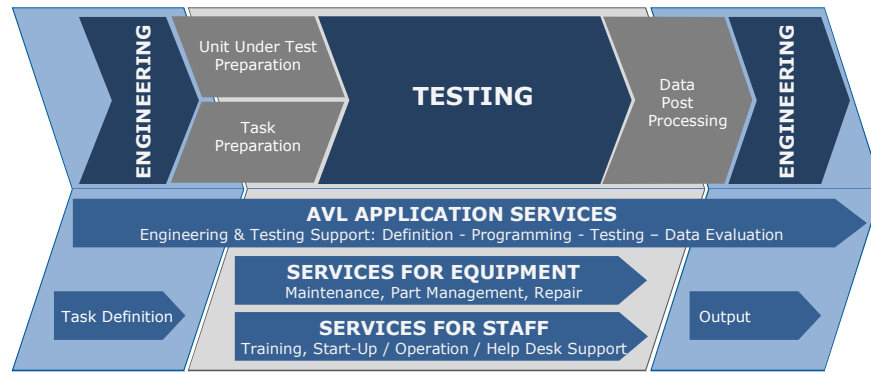 ENGINEERING
Unit Under Test
Preparation
Task
Preparation
TESTING
Data
Post
Processing
ENGINEERING
AVL APPLICATION SERVICES
Engineering & Testing Support: Definition - Programming - Testing – Data Evaluation
SERVICES FOR EQUIPMENT
Maintenance, Part Management, Repair
Task Definition
SERVICES FOR STAFF
Training, Start-Up / Operation / Help Desk Support
Output